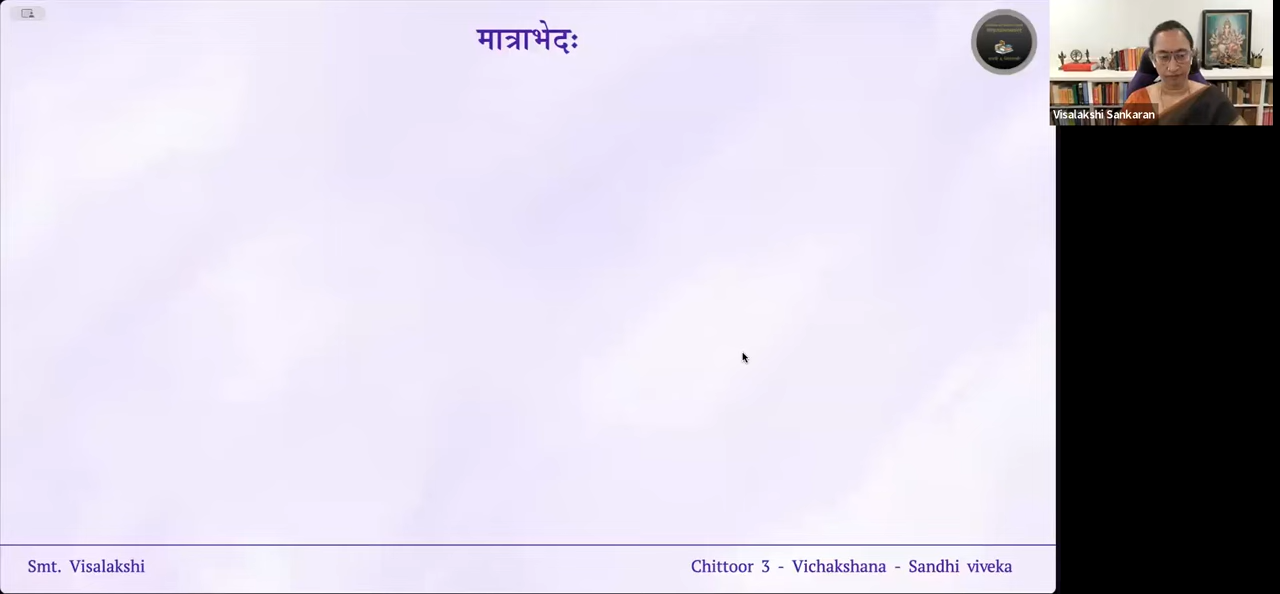 मात्राभेदः
Visalakshi Sankaran
Smt. Visalakshi
Chittoor 3 - Vichakshana - Sandhi viveka